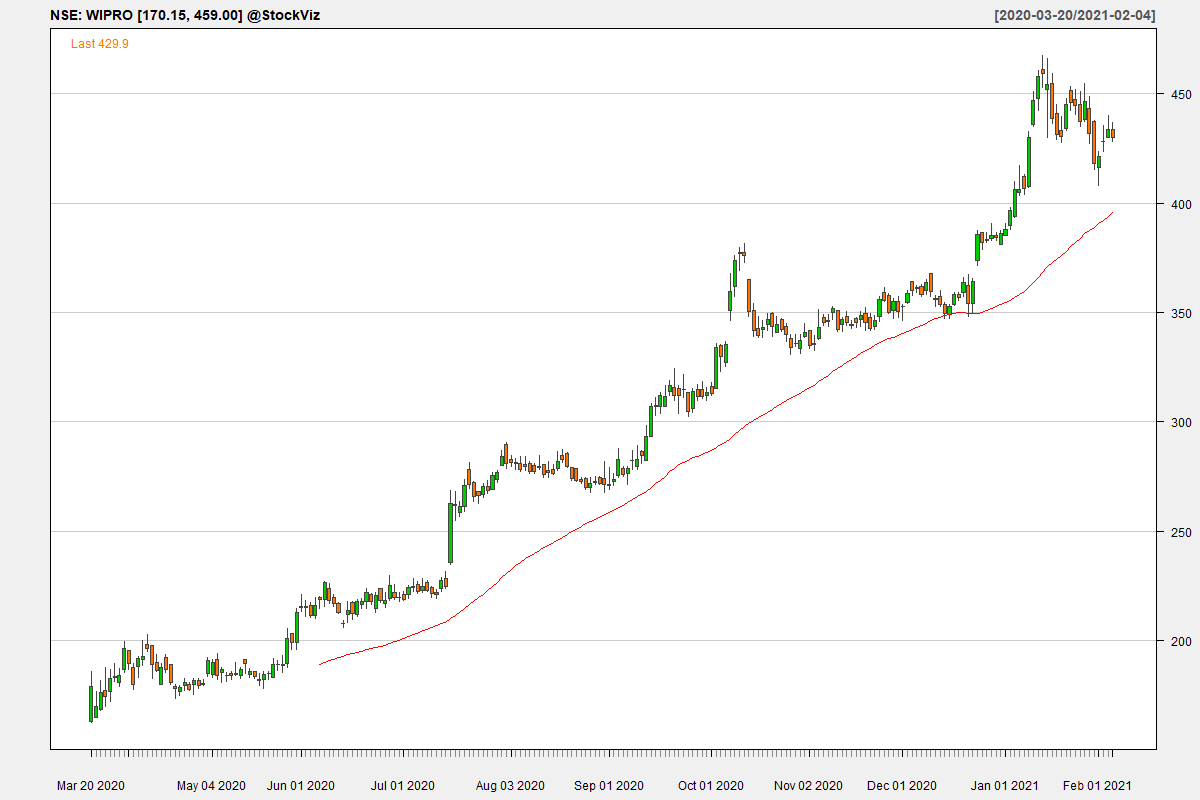 NSE: WIPRO [170.15, 459.00] @StockViz [2020-03-20/2021-02-04]
Last 429.9
450
400
350
300
250
200
Mar 20 2020 May 04 2020 Jun 01 2020 Jul 01 2020 Aug 03 2020 Sep 01 2020 Oct 01 2020 Nov 02 2020 Dec 01 2020 Jan 01 2021 Feb 01 2021